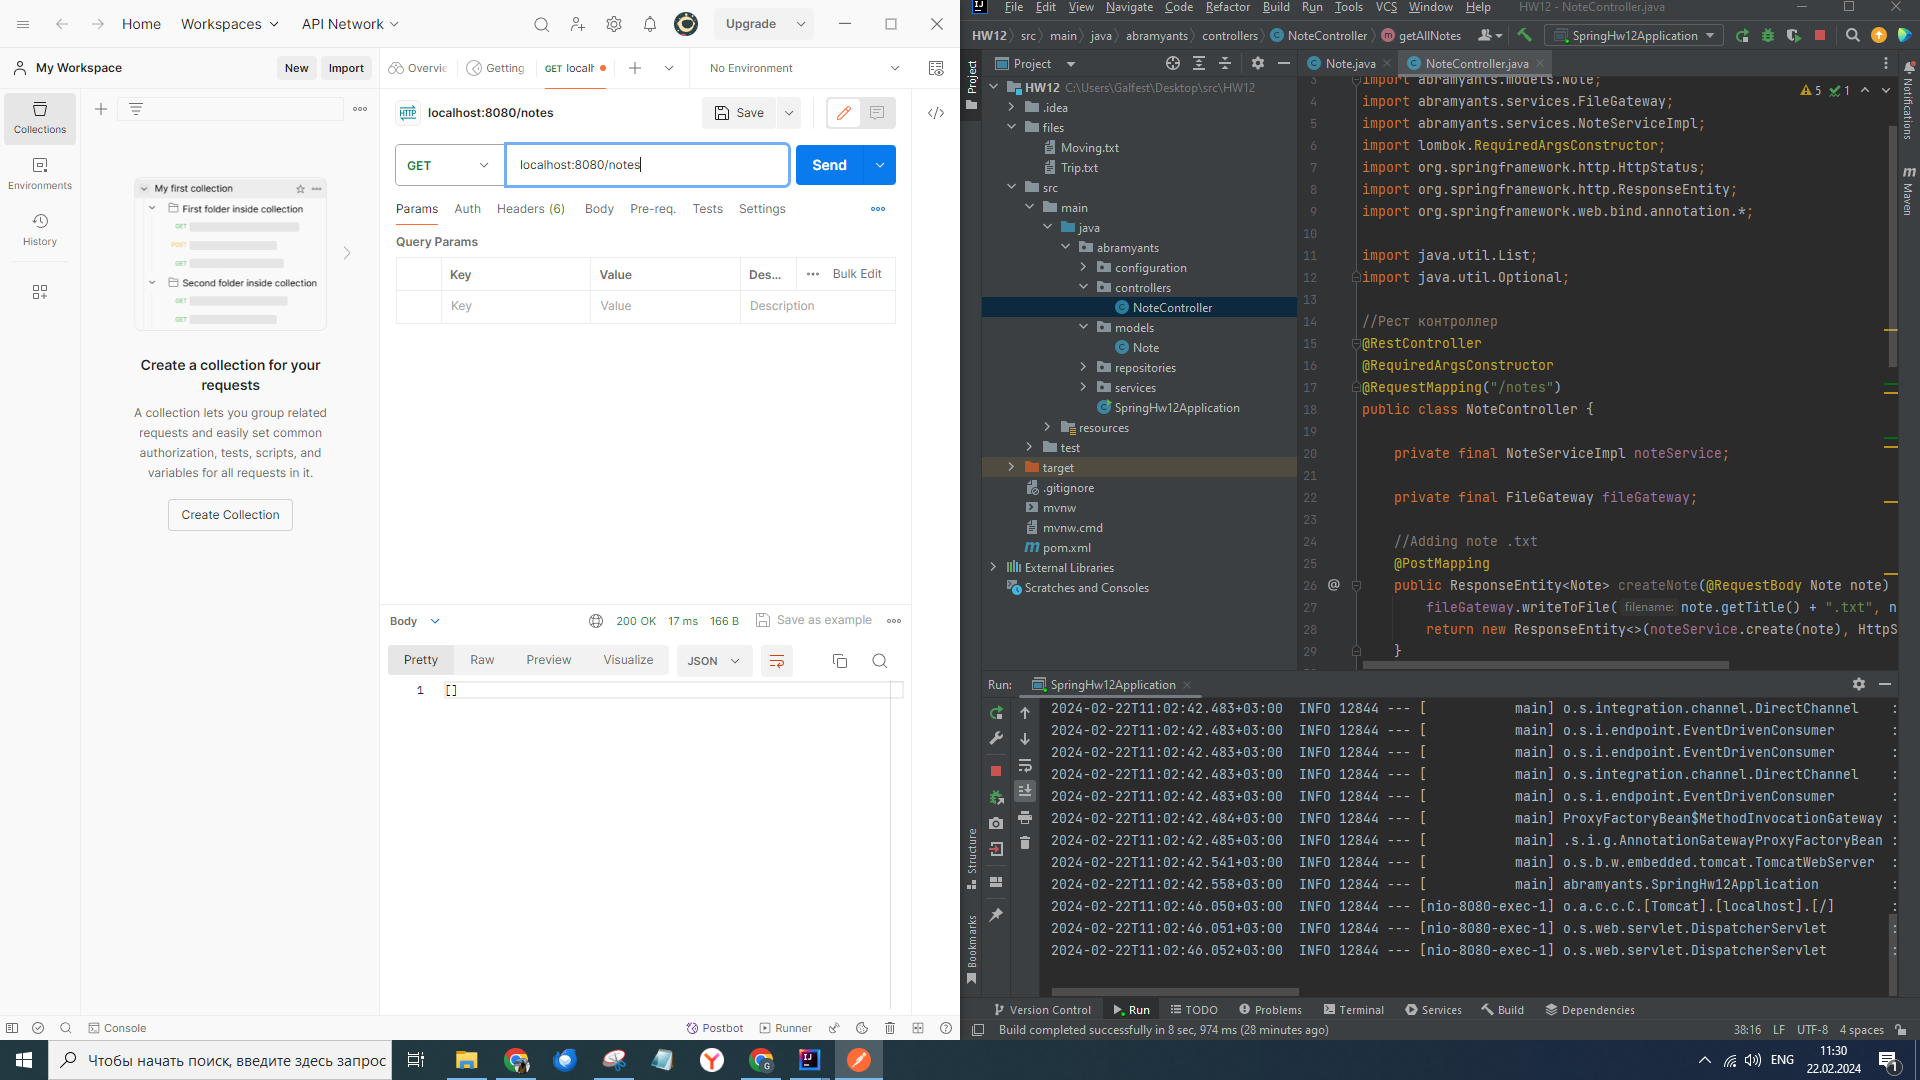 Home
Workspaces
API Network
Upgrade
My Workspace
New
Import
Overvie
Getting
GET
localh
No Environment
Collections
Environments
History
My first collection
First folder inside collection
GET
POST
GET
Second folder inside collection
GET
GET
Create a collection for your
requests
A collection lets you group related
requests and easily set common
authorization, tests, scripts, and
variables for all requests in it.
Create Collection
HTTP
localhost:8080/notes
Save
GET
localhost:8080/notes
Send
Params
Auth
Headers (6)
Body
Pre-req.
Tests
Settings
Query Params
Key
Value
Des...
Bulk Edit
Key
Value
Description
Body
200 OK
17 ms
166 B
Save as example
Pretty
Raw
Preview
Visualize
JSON
1
[]
Console
Postbot
Runner
File
Edit
View
Navigate
Code
Refactor
Build
Run
Tools
VCS
Window
Help
HW12 - NoteController.java
HW12
src
main
java
abramyants
controllers
NoteController
getAllNotes
SpringHw12Application
Project
Project
HW12 C:\Users\Galfest\Desktop\src\HW12
.idea
files
Moving.txt
Trip.txt
src
main
java
abramyants
configuration
controllers
NoteController
models
Note
repositories
services
SpringHw12Application
resources
test
target
.gitignore
mvnw
mvnw.cmd
pom.xml
External Libraries
Scratches and Consoles
Note.java
NoteController.java
5
1
Notifications
Maven
3 import abramyants.models.Note;
4 import abramyants.services.FileGateway;
5 import abramyants.services.NoteServiceImpl;
6 import lombok.RequiredArgsConstructor;
7 import org.springframework.http.HttpStatus;
8 import org.springframework.http.ResponseEntity;
9 import org.springframework.web.bind.annotation.*;
10
11 import java.util.List;
12 import java.util.Optional;
13
14 //Рест контроллер
15 @RestController
16 @RequiredArgsConstructor
17 @RequestMapping("/notes")
18 public class NoteController {
19
20 private final NoteServiceImpl noteService;
21
22 private final FileGateway fileGateway;
23
24 //Adding note .txt
25 @PostMapping
26 @ public ResponseEntity<Note> createNote(@RequestBody Note note)
27 fileGateway.writeToFile( filename: note.getTitle() + ".txt", n
28 return new ResponseEntity<>(noteService.create(note), HttpS
29 }
Run:
SpringHw12Application
2024-02-22T11:02:42.483+03:00 INFO 12844 --- [ main] o.s.integration.channel.DirectChannel :
2024-02-22T11:02:42.483+03:00 INFO 12844 --- [ main] o.s.i.endpoint.EventDrivenConsumer :
2024-02-22T11:02:42.483+03:00 INFO 12844 --- [ main] o.s.i.endpoint.EventDrivenConsumer :
2024-02-22T11:02:42.483+03:00 INFO 12844 --- [ main] o.s.integration.channel.DirectChannel :
2024-02-22T11:02:42.483+03:00 INFO 12844 --- [ main] o.s.i.endpoint.EventDrivenConsumer :
2024-02-22T11:02:42.484+03:00 INFO 12844 --- [ main] ProxyFactoryBean$MethodInvocationGateway :
2024-02-22T11:02:42.485+03:00 INFO 12844 --- [ main] .s.i.g.AnnotationGatewayProxyFactoryBean :
2024-02-22T11:02:42.541+03:00 INFO 12844 --- [ main] o.s.b.w.embedded.tomcat.TomcatWebServer :
2024-02-22T11:02:42.558+03:00 INFO 12844 --- [ main] abramyants.SpringHw12Application :
2024-02-22T11:02:46.050+03:00 INFO 12844 --- [nio-8080-exec-1] o.a.c.c.C.[Tomcat].[localhost].[/] :
2024-02-22T11:02:46.051+03:00 INFO 12844 --- [nio-8080-exec-1] o.s.web.servlet.DispatcherServlet :
2024-02-22T11:02:46.052+03:00 INFO 12844 --- [nio-8080-exec-1] o.s.web.servlet.DispatcherServlet :
Structure
Bookmarks
Version Control
Run
TODO
Problems
Terminal
Services
Build
Dependencies
Build completed successfully in 8 sec, 974 ms (28 minutes ago)
38:16
LF
UTF-8
4 spaces
Чтобы начать поиск, введите здесь запрос
ENG
11:30
22.02.2024
1